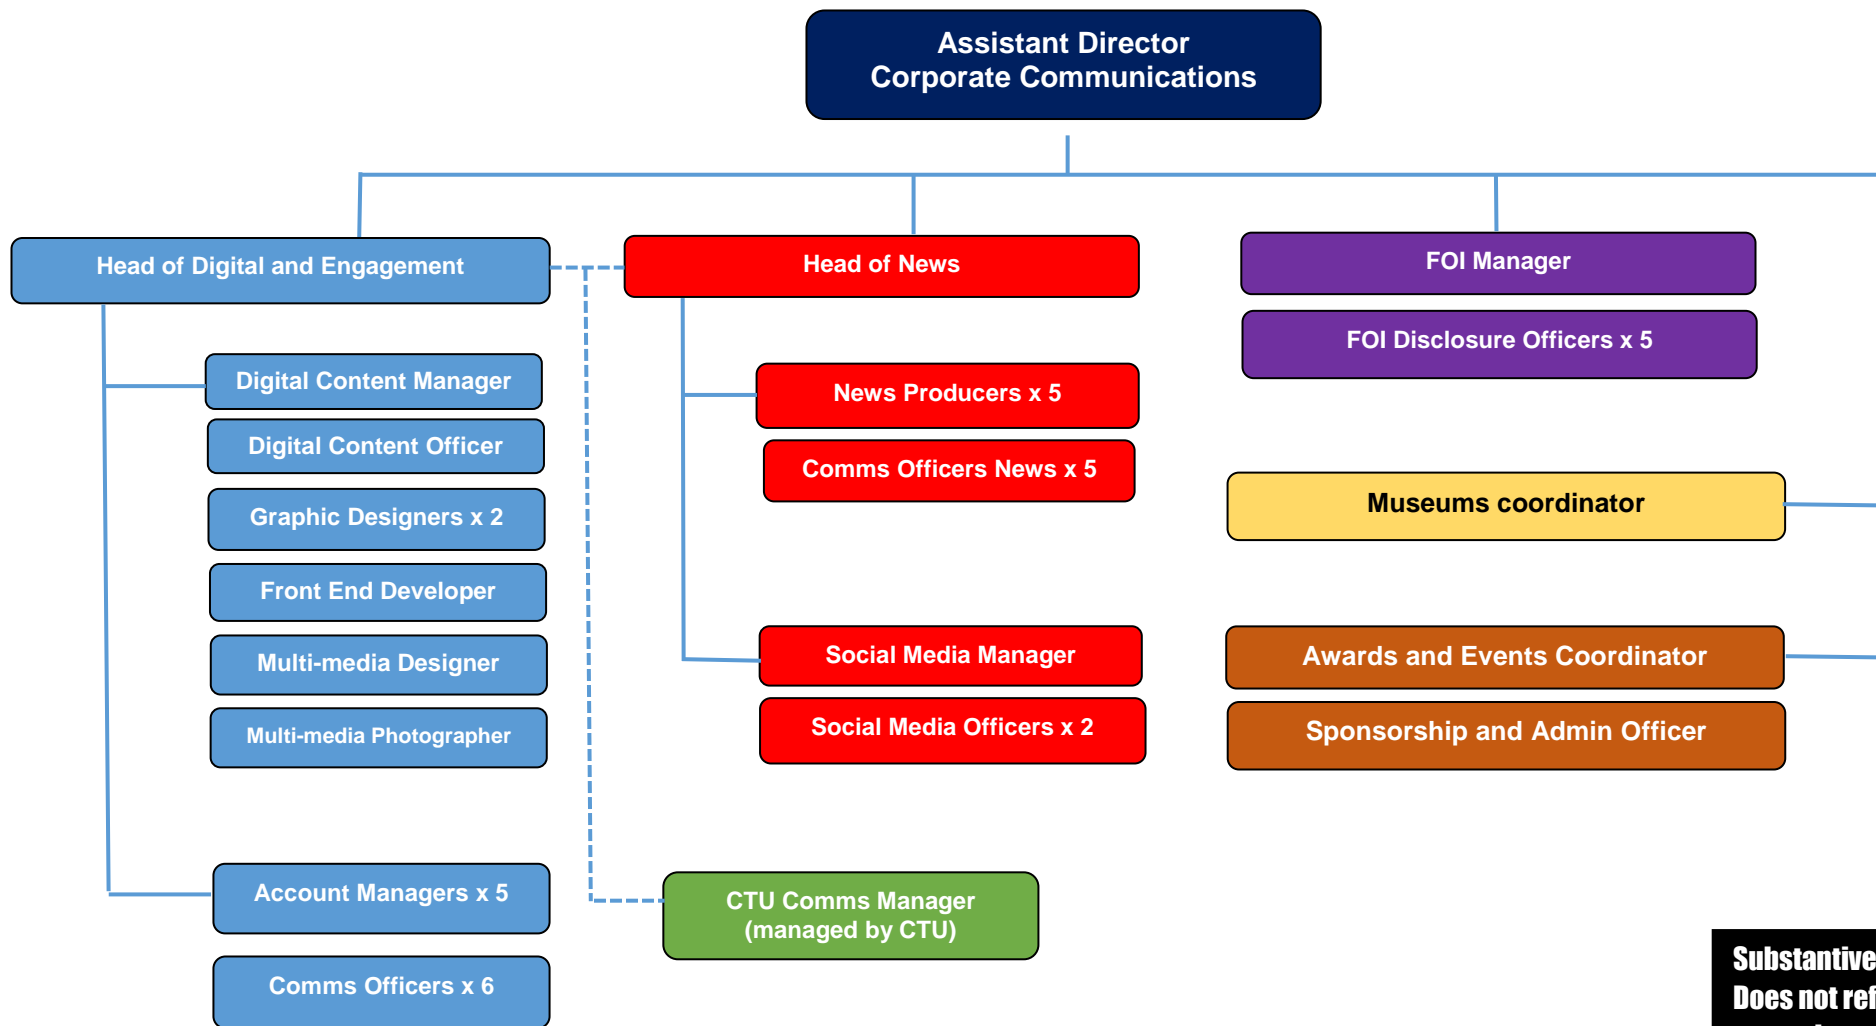 Assistant Director
Corporate Communications
Head of Digital and Engagement
Head of News
FOI Manager
FOI Disclosure Officers x 5
Digital Content Manager
News Producers x 5
Digital Content Officer
Comms Officers News x 5
Graphic Designers x 2
Museums coordinator
Front End Developer
Multi-media Designer
Social Media Manager
Awards and Events Coordinator
Multi-media Photographer
Social Media Officers x 2
Sponsorship and Admin Officer
Account Managers x 5
CTU Comms Manager
(managed by CTU)
Comms Officers x 6
Substantive
Does not